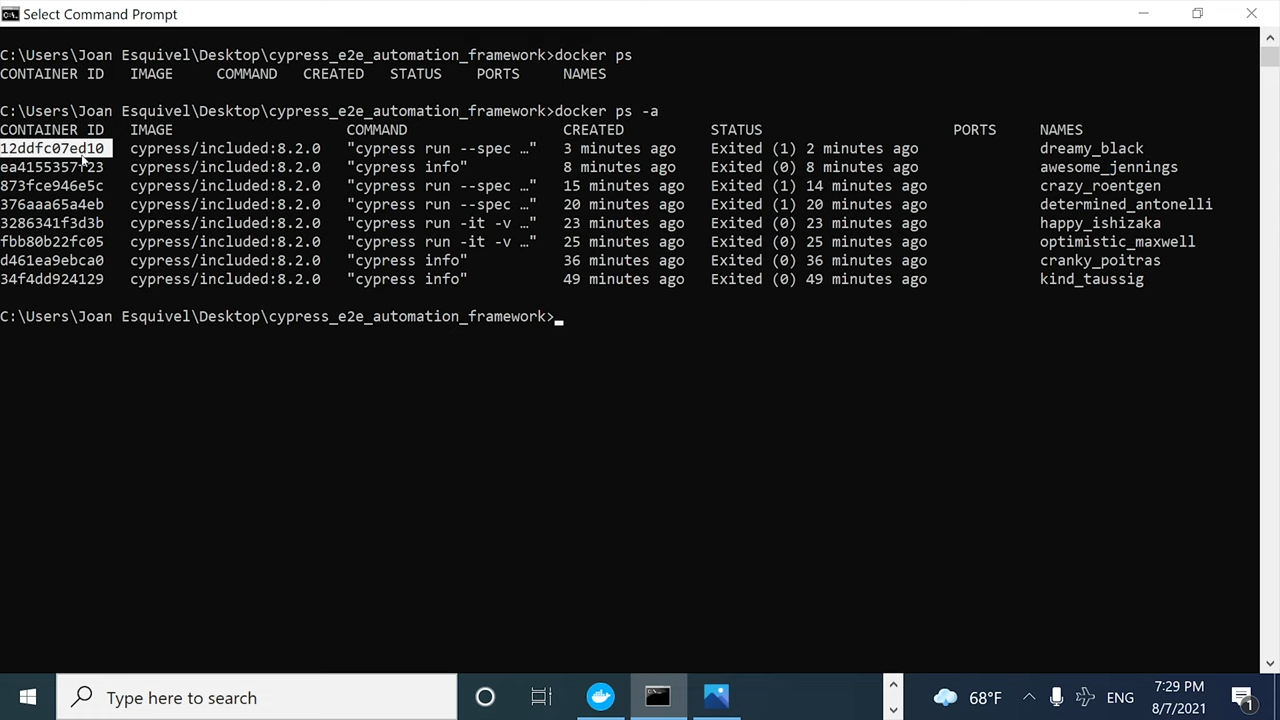 Select Command Prompt
C:\Users\Joan Esquivel\Desktop\cypress_e2e_automation_framework>docker ps
CONTAINER ID   IMAGE     COMMAND   CREATED   STATUS    PORTS     NAMES
C:\Users\Joan Esquivel\Desktop\cypress_e2e_automation_framework>docker ps -a
CONTAINER ID   IMAGE                    COMMAND                  CREATED          STATUS                      PORTS     NAMES
12ddfc07ed10   cypress/included:8.2.0   "cypress run --spec …"   3 minutes ago    Exited (1) 2 minutes ago              dreamy_black
ea4155357f23   cypress/included:8.2.0   "cypress info"           8 minutes ago    Exited (0) 8 minutes ago              awesome_jennings
873fce946e5c   cypress/included:8.2.0   "cypress run --spec …"   15 minutes ago   Exited (1) 14 minutes ago             crazy_roentgen
376aaa65a4eb   cypress/included:8.2.0   "cypress run --spec …"   20 minutes ago   Exited (1) 20 minutes ago             determined_antonelli
3286341f3d3b   cypress/included:8.2.0   "cypress run -it -v …"   23 minutes ago   Exited (0) 23 minutes ago             happy_ishizaka
fbb80b22fc05   cypress/included:8.2.0   "cypress run -it -v …"   25 minutes ago   Exited (0) 25 minutes ago             optimistic_maxwell
d461ea9ebca0   cypress/included:8.2.0   "cypress info"           36 minutes ago   Exited (0) 36 minutes ago             cranky_poitras
34f4dd924129   cypress/included:8.2.0   "cypress info"           49 minutes ago   Exited (0) 49 minutes ago             kind_taussig
C:\Users\Joan Esquivel\Desktop\cypress_e2e_automation_framework>
Type here to search
68°F
ENG
7:29 PM
8/7/2021
1